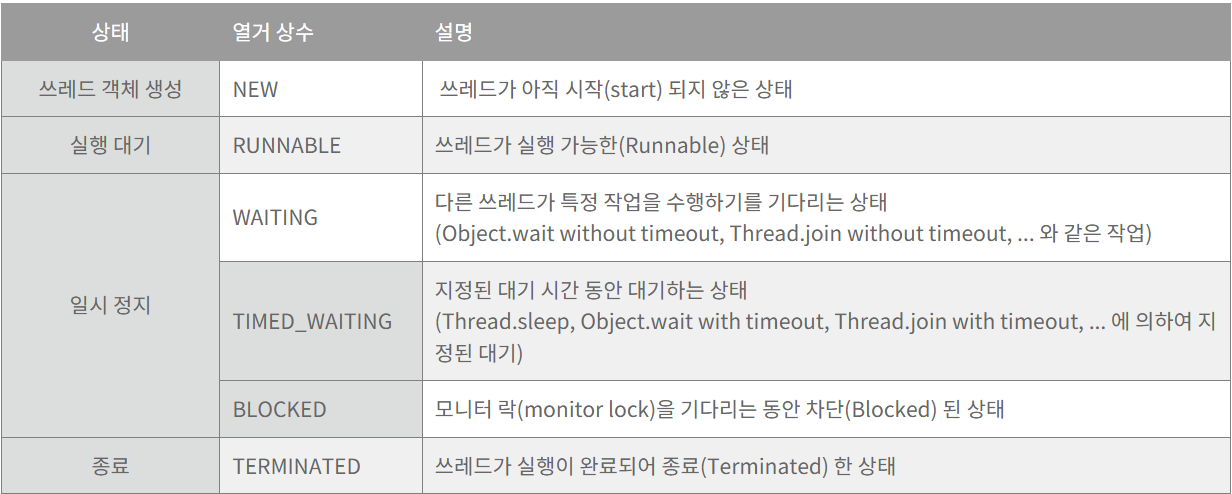 상태 열거 상수 설명
쓰레드 객체 생성 NEW 쓰레드가 아직 시작(start) 되지 않은 상태
실행 대기 RUNNABLE 쓰레드가 실행 가능한(Runnable) 상태
일시 정지
WAITING
다른 쓰레드가 특정 작업을 수행하기를 기다리는 상태
(Object.wait without timeout, Thread.join without timeout, ... 와 같은 작업)
TIMED_WAITING
지정된 대기 시간 동안 대기하는 상태
(Thread.sleep, Object.wait with timeout, Thread.join with timeout, ... 에 의하여 지
정된 대기)
BLOCKED 모니터 락(monitor lock)을 기다리는 동안 차단(Blocked) 된 상태
종료 TERMINATED 쓰레드가 실행이 완료되어 종료(Terminated) 한 상태